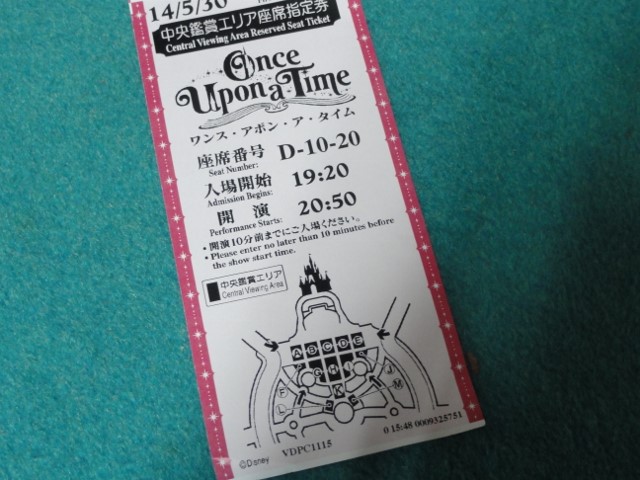 14/5/30
中央鑑賞エリア座席指定券
Central Viewing Area Reserved Seat Ticket
Once
Upon a Time
ワンス・アポン・ア・タイム
座席番号 D-10-20
Seat Number:
入場開始 19:20
Admission Begins:
開 演 20:50
Performance Starts:
・開演10分前までにご入場ください。
・Please enter no later than 10 minutes before
the show start time.
中央鑑賞エリア
Central Viewing Area
A B C D E
G H I
F J
K
L M
©Disney VDPC1115 0 15:48 0009325751